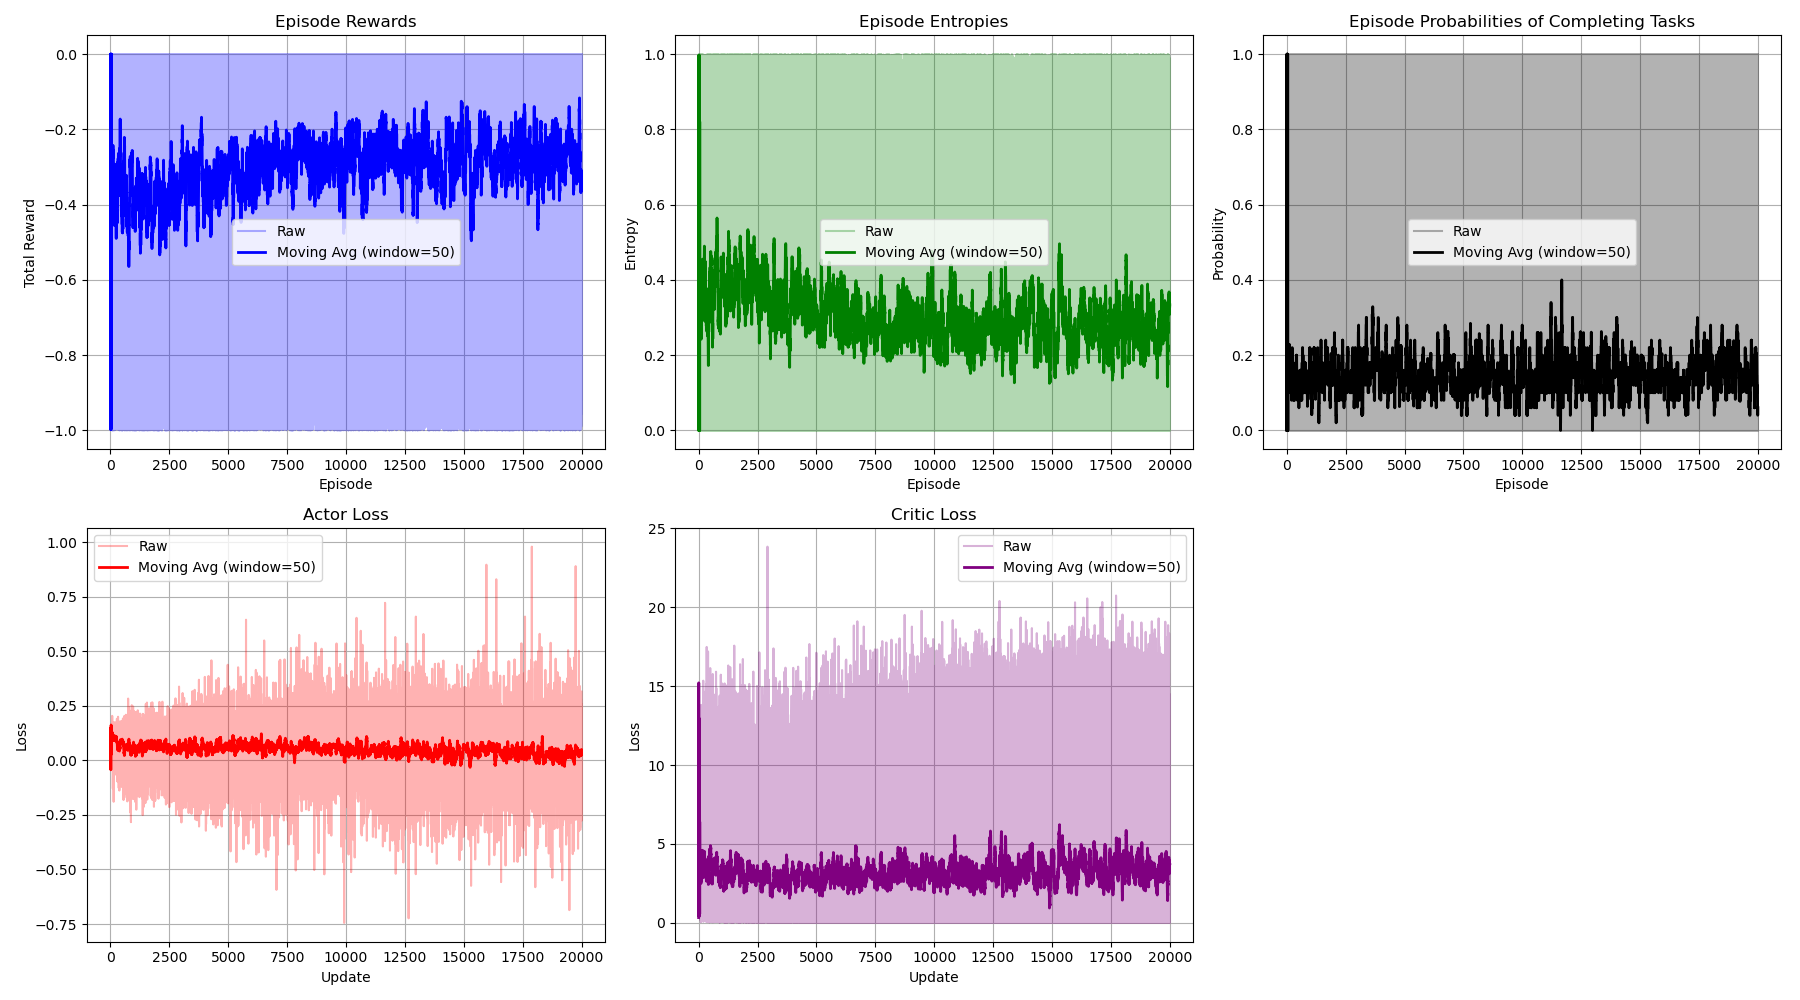 Episode Rewards
Total Reward
0.0
−0.2
−0.4
−0.6
−0.8
−1.0
Raw
Moving Avg (window=50)
0 2500 5000 7500 10000 12500 15000 17500 20000
Episode
Episode Entropies
Entropy
1.0
0.8
0.6
0.4
0.2
0.0
Raw
Moving Avg (window=50)
0 2500 5000 7500 10000 12500 15000 17500 20000
Episode
Episode Probabilities of Completing Tasks
Probability
1.0
0.8
0.6
0.4
0.2
0.0
Raw
Moving Avg (window=50)
0 2500 5000 7500 10000 12500 15000 17500 20000
Episode
Actor Loss
Loss
1.00
0.75
0.50
0.25
0.00
−0.25
−0.50
−0.75
Raw
Moving Avg (window=50)
0 2500 5000 7500 10000 12500 15000 17500 20000
Update
Critic Loss
Loss
25
20
15
10
5
0
Raw
Moving Avg (window=50)
0 2500 5000 7500 10000 12500 15000 17500 20000
Update